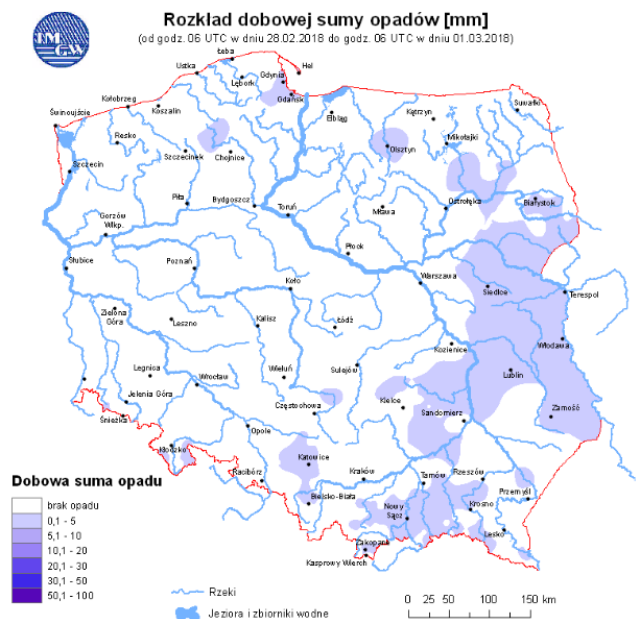 IMGW
Rozkład dobowej sumy opadów [mm]
(od godz. 06 UTC w dniu 28.02.2018 do godz. 06 UTC w dniu 01.03.2018)
Łeba
Hel
Ustka
Gdynia
Lębork
Gdańsk
Kołobrzeg
Koszalin
Suwałki
Elbląg
Kętrzyn
Świnoujście
Resko
Mikołajki
Szczecinek
Chojnice
Olsztyn
Szczecin
Piła
Bydgoszcz
Toruń
Mława
Ostrołęka
Białystok
Gorzów
Wlkp.
Płock
Słubice
Poznań
Warszawa
Koło
Siedlce
Terespol
Zielona
Góra
Leszno
Kalisz
Łódź
Kozienice
Włodawa
Legnica
Wrocław
Wieluń
Sulejów
Lublin
Jelenia Góra
Częstochowa
Kielce
Sandomierz
Zamość
Śnieżka
Opole
Kłodzko
Katowice
Racibórz
Kraków
Tarnów
Rzeszów
Przemyśl
Bielsko-Biała
Nowy
Sącz
Krosno
Lesko
Zakopane
Kasprowy Wierch
Dobowa suma opadu
brak opadu
0,1 - 5
5,1 - 10
10,1 - 20
20,1 - 30
30,1 - 50
50,1 - 100
Rzeki
Jeziora i zbiorniki wodne
0 25 50 100 150 km